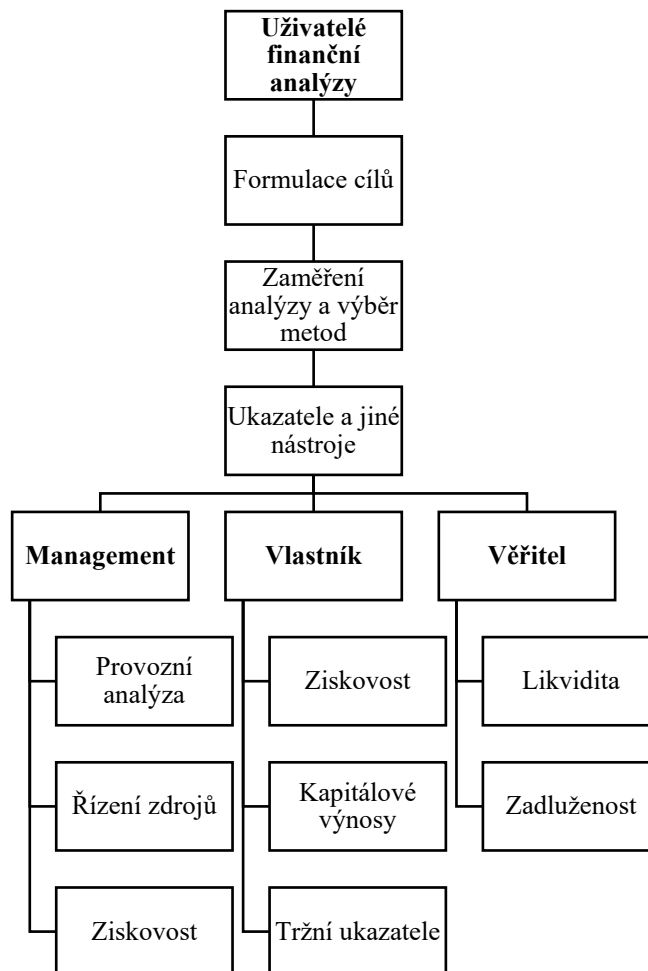 Uživatelé
finanční
analýzy
Formulace cílů
Zaměření
analýzy a výběr
metod
Ukazatele a jiné
nástroje
Management
Vlastník
Věřitel
Provozní
analýza
Ziskovost
Likvidita
Řízení zdrojů
Kapitálové
výnosy
Zadluženost
Ziskovost
Tržní ukazatele